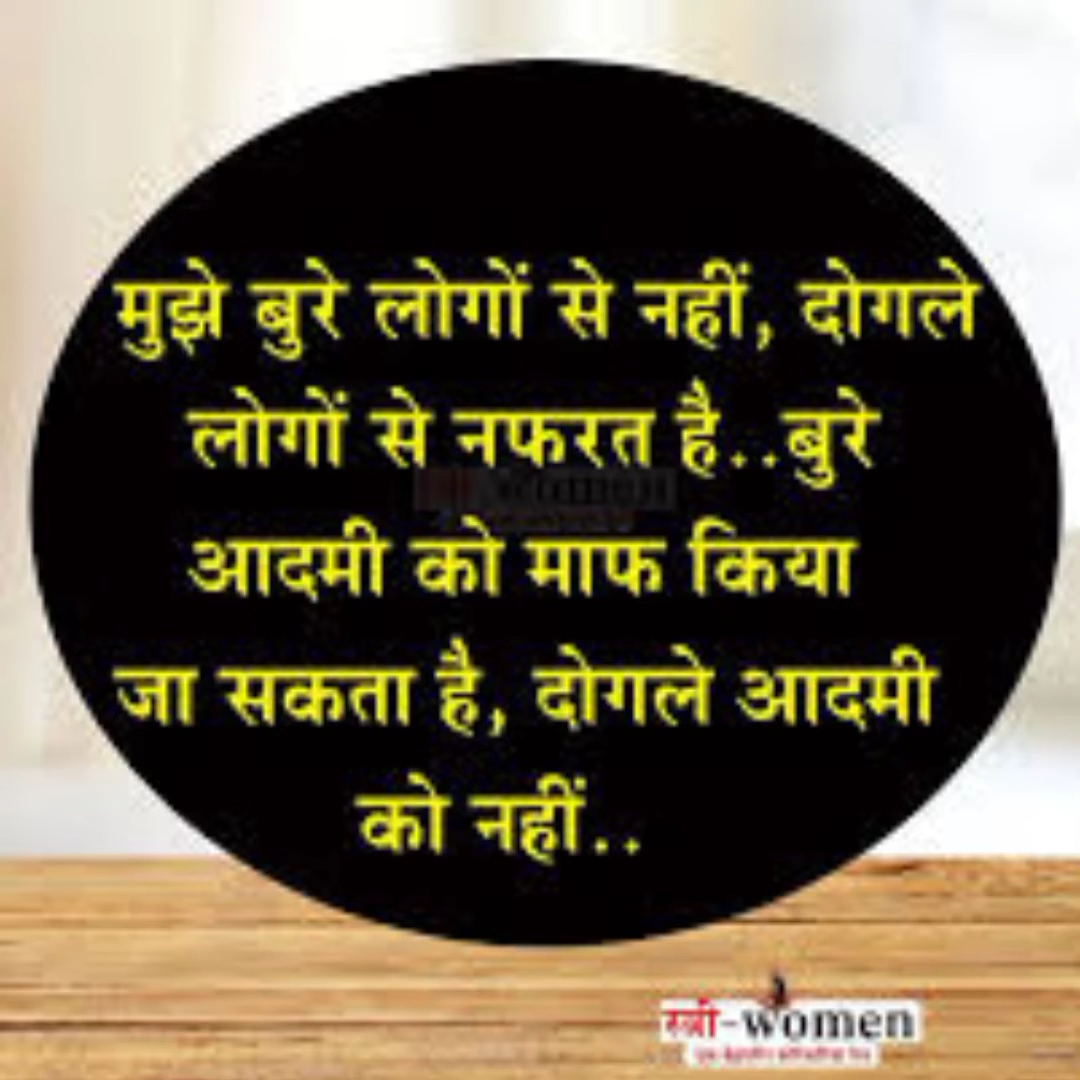 मुझे बुरे लोगों से नहीं, दोगले
लोगों से नफरत है..बुरे
आदमी को माफ किया
जा सकता है, दोगले आदमी
को नहीं..
स्त्री-women